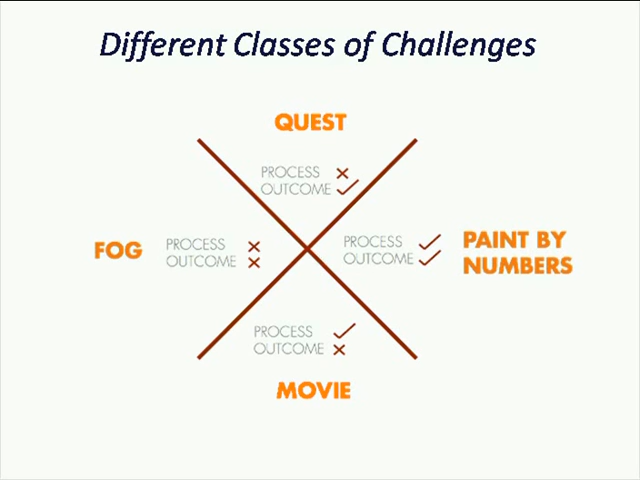 Different Classes of Challenges
QUEST
PROCESS ×
OUTCOME ✓
FOG
PROCESS ×
OUTCOME ×
PROCESS ✓
OUTCOME ✓
PAINT BY
NUMBERS
PROCESS ✓
OUTCOME ×
MOVIE